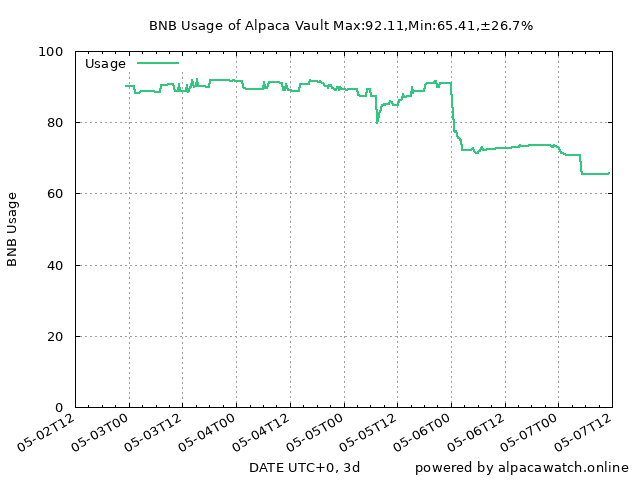 BNB Usage of Alpaca Vault Max:92.11,Min:65.41,±26.7%
Usage
BNB Usage
100
80
60
40
20
0
05-02T12
05-03T00
05-03T12
05-04T00
05-04T12
05-05T00
05-05T12
05-06T00
05-06T12
05-07T00
05-07T12
DATE UTC+0, 3d
powered by alpacawatch.online